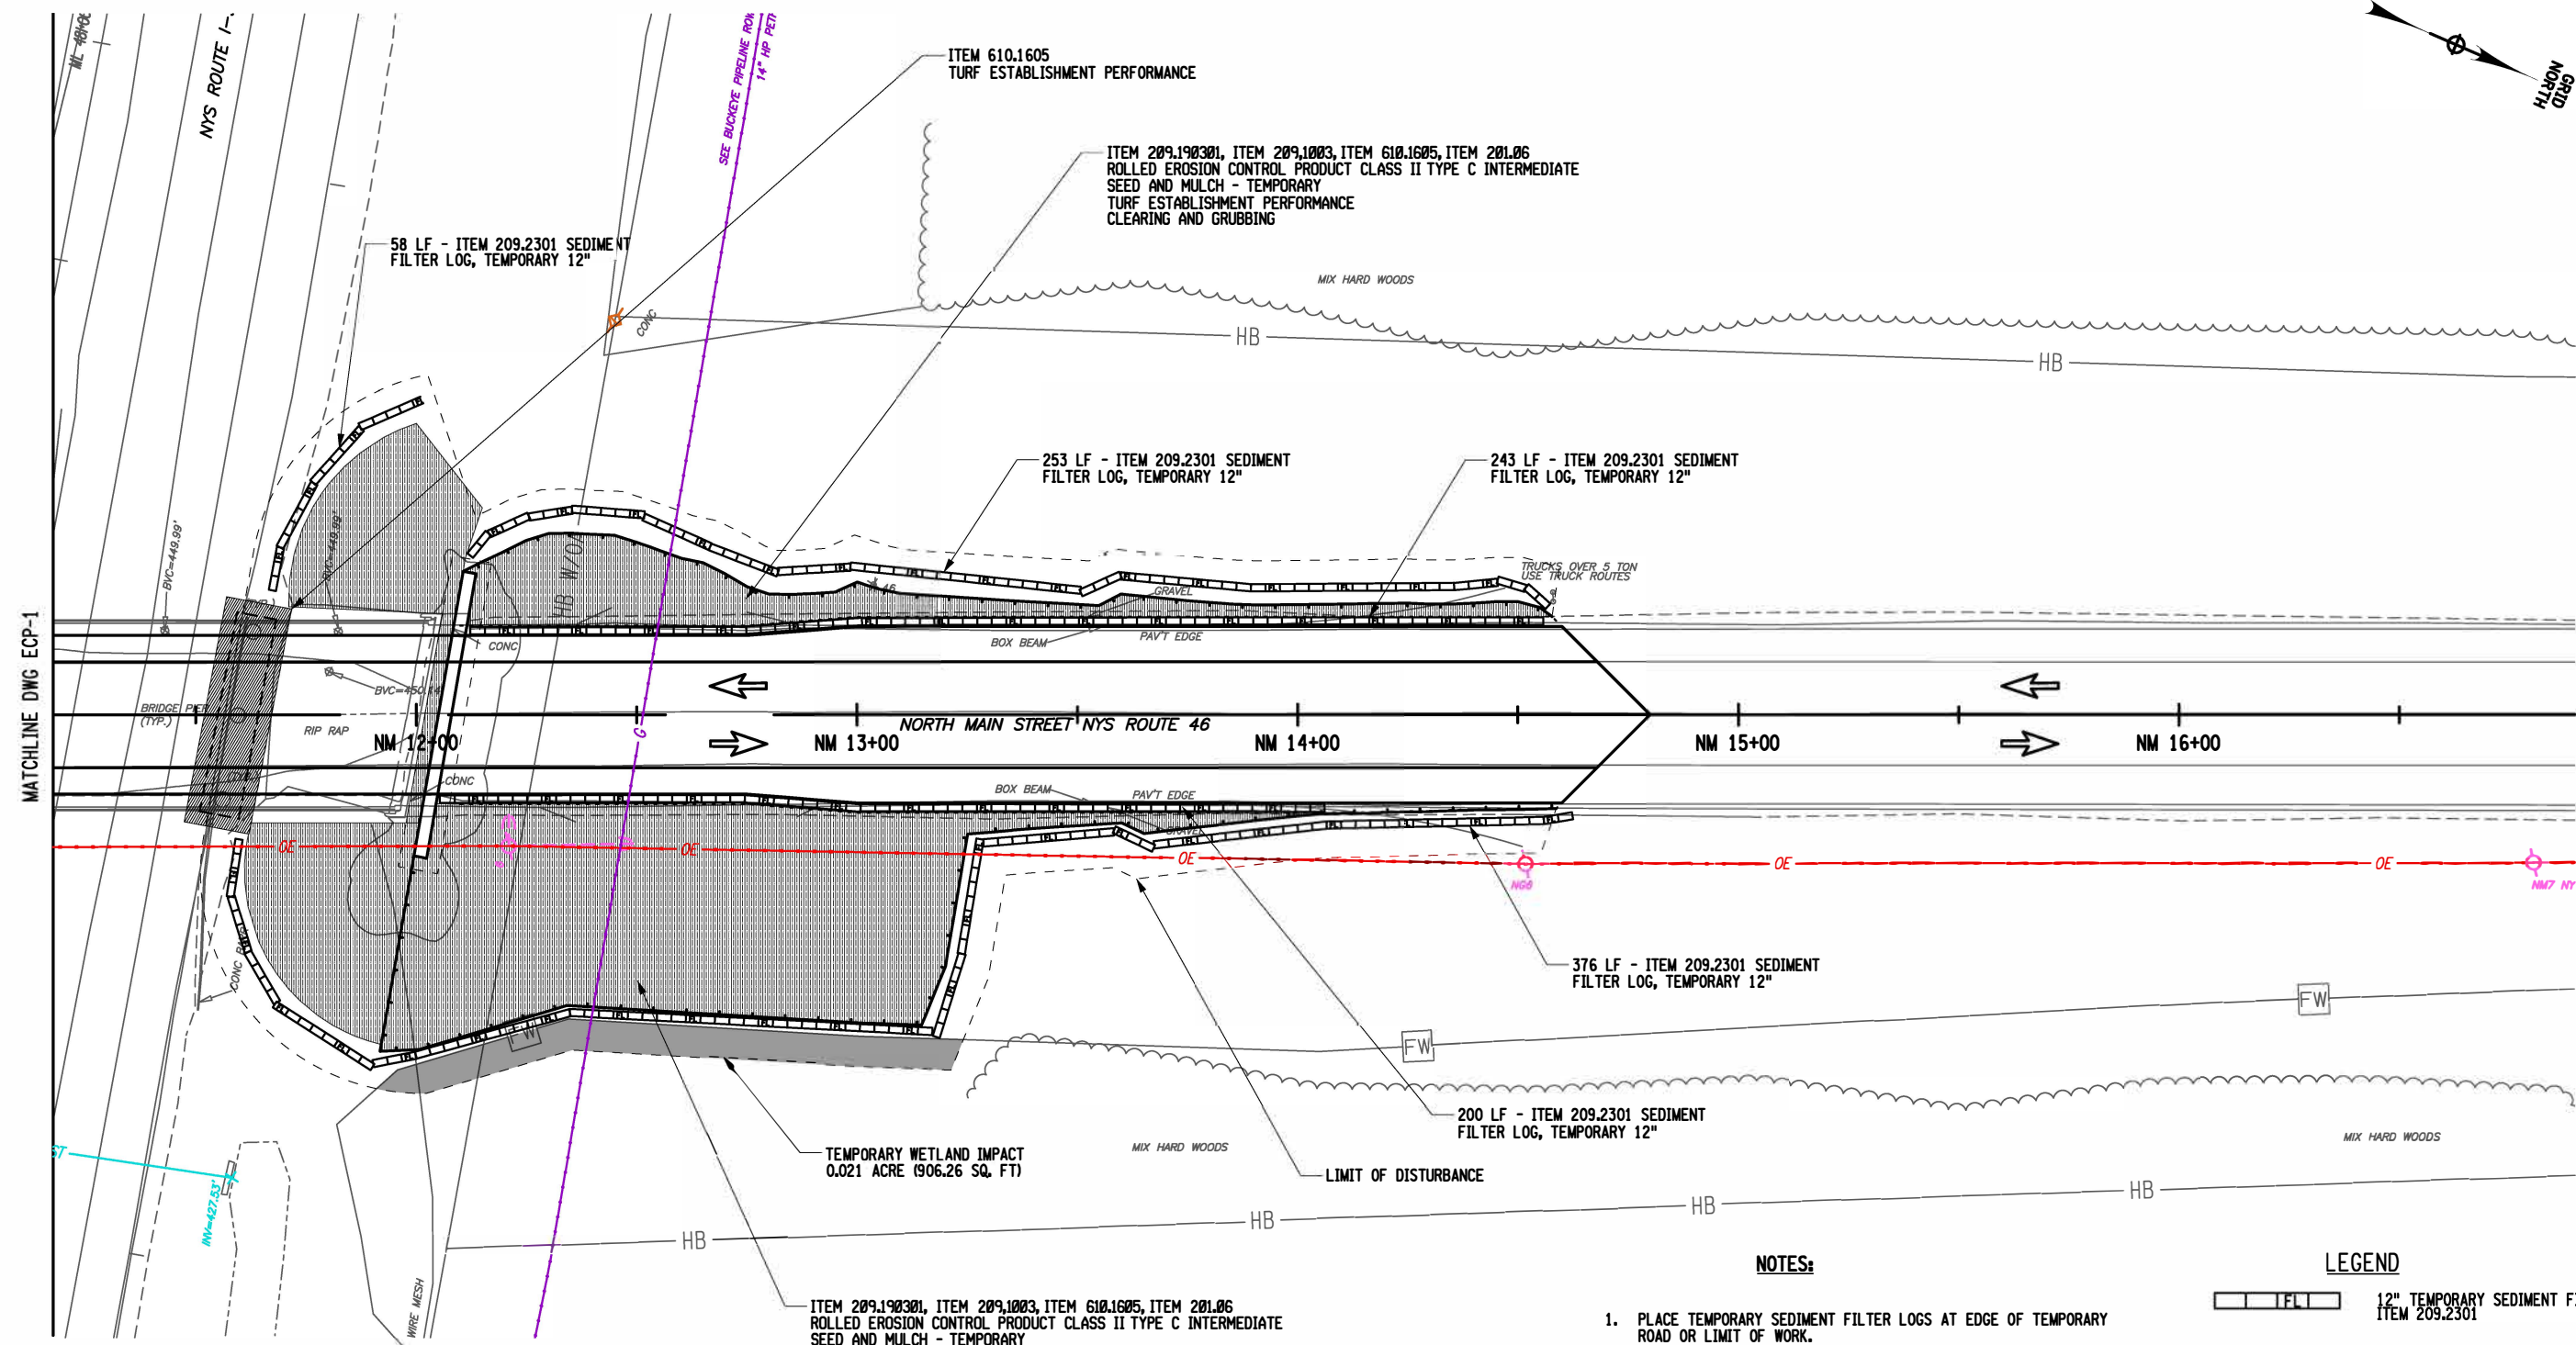 NYS ROUTE I-
SEE BUCKEYE PIPELINE ROW
14" HP PET
GRID
NORTH
ITEM 610.1605
TURF ESTABLISHMENT PERFORMANCE
ITEM 209.190301, ITEM 209,1003, ITEM 610.1605, ITEM 201.06
ROLLED EROSION CONTROL PRODUCT CLASS II TYPE C INTERMEDIATE
SEED AND MULCH - TEMPORARY
TURF ESTABLISHMENT PERFORMANCE
CLEARING AND GRUBBING
58 LF - ITEM 209.2301 SEDIMENT
FILTER LOG, TEMPORARY 12"
MIX HARD WOODS
CONC
HB
HB
253 LF - ITEM 209.2301 SEDIMENT
FILTER LOG, TEMPORARY 12"
243 LF - ITEM 209.2301 SEDIMENT
FILTER LOG, TEMPORARY 12"
BVC=449.99'
BVC=449.99'
HB W/O
TRUCKS OVER 5 TON
USE TRUCK ROUTES
GRAVEL
CONC
BOX BEAM
PAV'T EDGE
MATCHLINE DWG ECP-1
BRIDGE PIER
(TYP.)
BVC=450.14
RIP RAP
NORTH MAIN STREET NYS ROUTE 46
NM 12+00
NM 13+00
NM 14+00
NM 15+00
NM 16+00
G
CONC
BOX BEAM
PAV'T EDGE
GRAVEL
OE
OE
OE
OE
OE
NG6
NM7 NY
CONC
376 LF - ITEM 209.2301 SEDIMENT
FILTER LOG, TEMPORARY 12"
FW
FW
FW
200 LF - ITEM 209.2301 SEDIMENT
FILTER LOG, TEMPORARY 12"
TEMPORARY WETLAND IMPACT
0.021 ACRE (906.26 SQ. FT)
MIX HARD WOODS
MIX HARD WOODS
LIMIT OF DISTURBANCE
ST
INV=427.53'
HB
HB
HB
HB
WIRE MESH
ITEM 209.190301, ITEM 209,1003, ITEM 610.1605, ITEM 201.06
ROLLED EROSION CONTROL PRODUCT CLASS II TYPE C INTERMEDIATE
SEED AND MULCH - TEMPORARY
NOTES:
1. PLACE TEMPORARY SEDIMENT FILTER LOGS AT EDGE OF TEMPORARY
ROAD OR LIMIT OF WORK.
LEGEND
FL
12" TEMPORARY SEDIMENT F
ITEM 209.2301